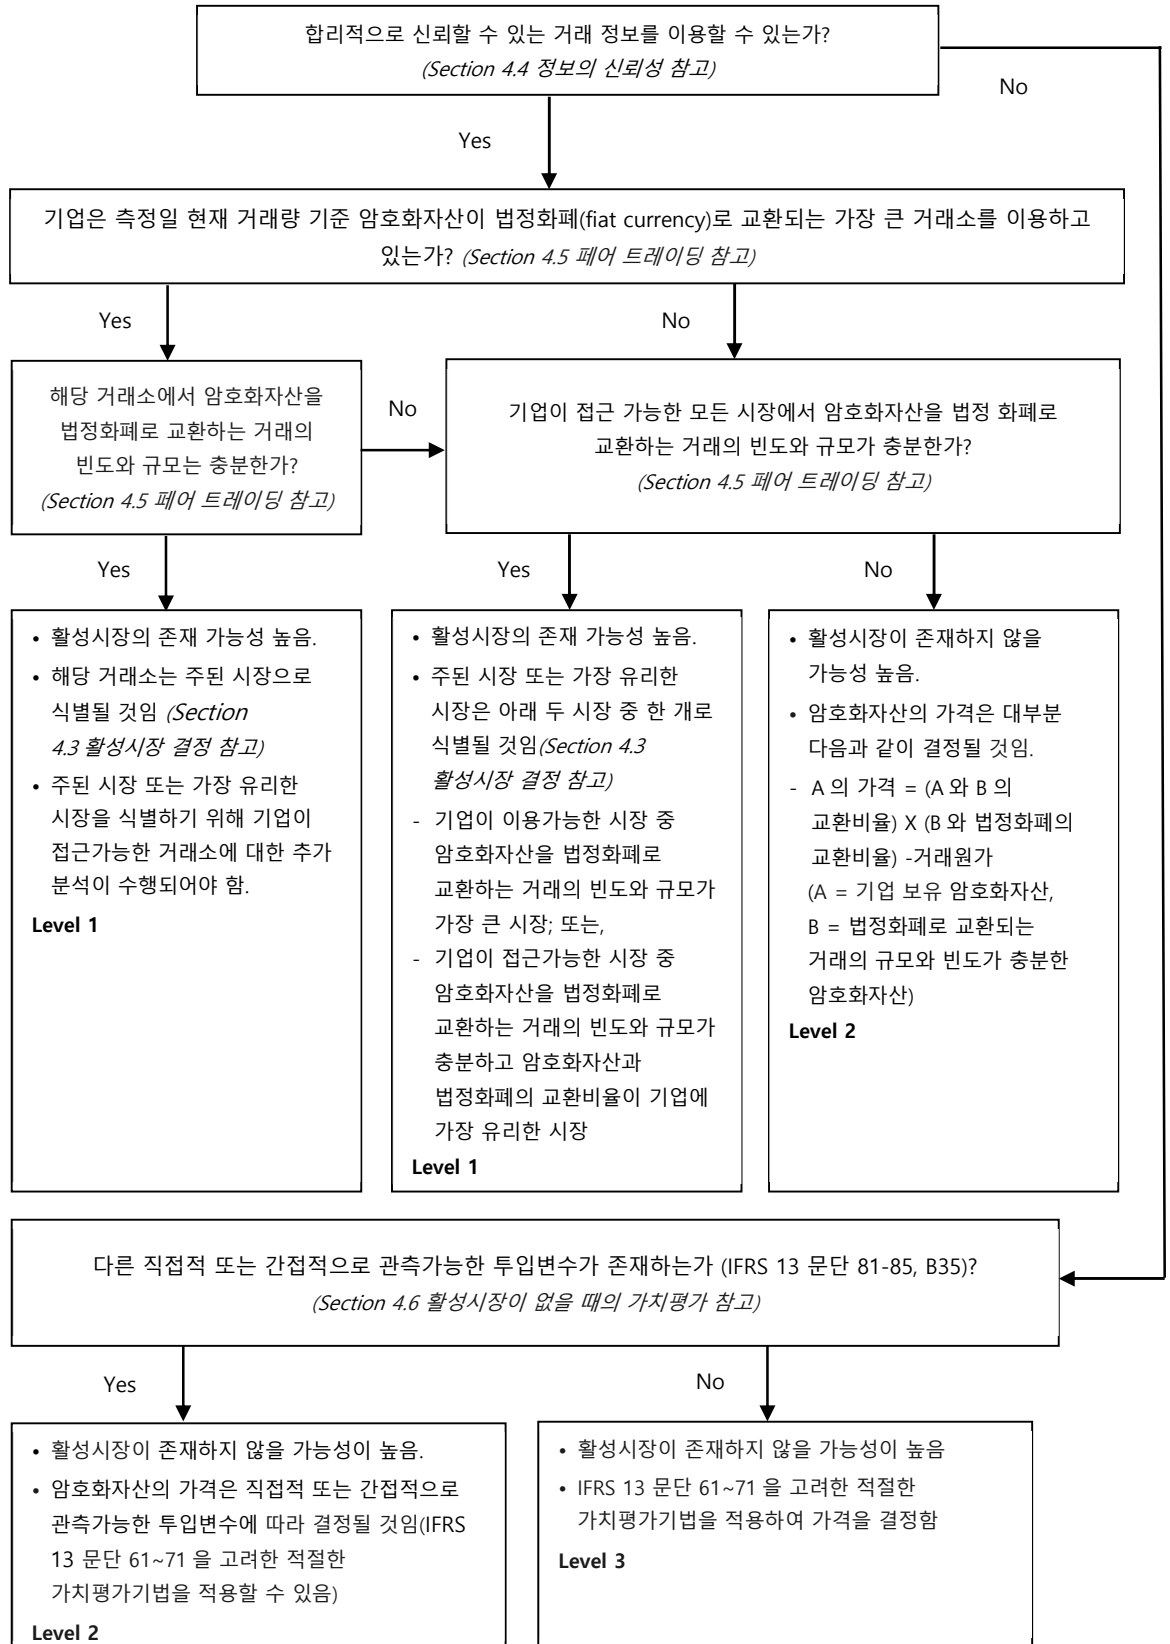 합리적으로 신뢰할 수 있는 거래 정보를 이용할 수 있는가?
(Section 4.4 정보의 신뢰성 참고)
No
Yes
기업은 측정일 현재 거래량 기준 암호화자산이 법정화폐(fiat currency)로 교환되는 가장 큰 거래소를 이용하고
있는가? (Section 4.5 페어 트레이딩 참고)
Yes
No
해당 거래소에서 암호화자산을
법정화폐로 교환하는 거래의
빈도와 규모는 충분한가?
(Section 4.5 페어 트레이딩 참고)
No
기업이 접근 가능한 모든 시장에서 암호화자산을 법정 화폐로
교환하는 거래의 빈도와 규모가 충분한가?
(Section 4.5 페어 트레이딩 참고)
Yes
Yes
No
• 활성시장의 존재 가능성 높음.
• 해당 거래소는 주된 시장으로
식별될 것임 (Section
4.3 활성시장 결정 참고)
• 주된 시장 또는 가장 유리한
시장을 식별하기 위해 기업이
접근가능한 거래소에 대한 추가
분석이 수행되어야 함.
Level 1
• 활성시장의 존재 가능성 높음.
• 주된 시장 또는 가장 유리한
시장은 아래 두 시장 중 한 개로
식별될 것임(Section 4.3
활성시장 결정 참고)
- 기업이 이용가능한 시장 중
암호화자산을 법정화폐로
교환하는 거래의 빈도와 규모가
가장 큰 시장; 또는,
- 기업이 접근가능한 시장 중
암호화자산을 법정화폐로
교환하는 거래의 빈도와 규모가
충분하고 암호화자산과
법정화폐의 교환비율이 기업에
가장 유리한 시장
Level 1
• 활성시장이 존재하지 않을
가능성 높음.
• 암호화자산의 가격은 대부분
다음과 같이 결정될 것임.
- A 의 가격 = (A 와 B 의
교환비율) X (B 와 법정화폐의
교환비율) -거래원가
(A = 기업 보유 암호화자산,
B = 법정화폐로 교환되는
거래의 규모와 빈도가 충분한
암호화자산)
Level 2
다른 직접적 또는 간접적으로 관측가능한 투입변수가 존재하는가 (IFRS 13 문단 81-85, B35)?
(Section 4.6 활성시장이 없을 때의 가치평가 참고)
Yes
No
• 활성시장이 존재하지 않을 가능성이 높음.
• 암호화자산의 가격은 직접적 또는 간접적으로
관측가능한 투입변수에 따라 결정될 것임(IFRS
13 문단 61~71 을 고려한 적절한
가치평가기법을 적용할 수 있음)
Level 2
• 활성시장이 존재하지 않을 가능성이 높음
• IFRS 13 문단 61~71 을 고려한 적절한
가치평가기법을 적용하여 가격을 결정함
Level 3